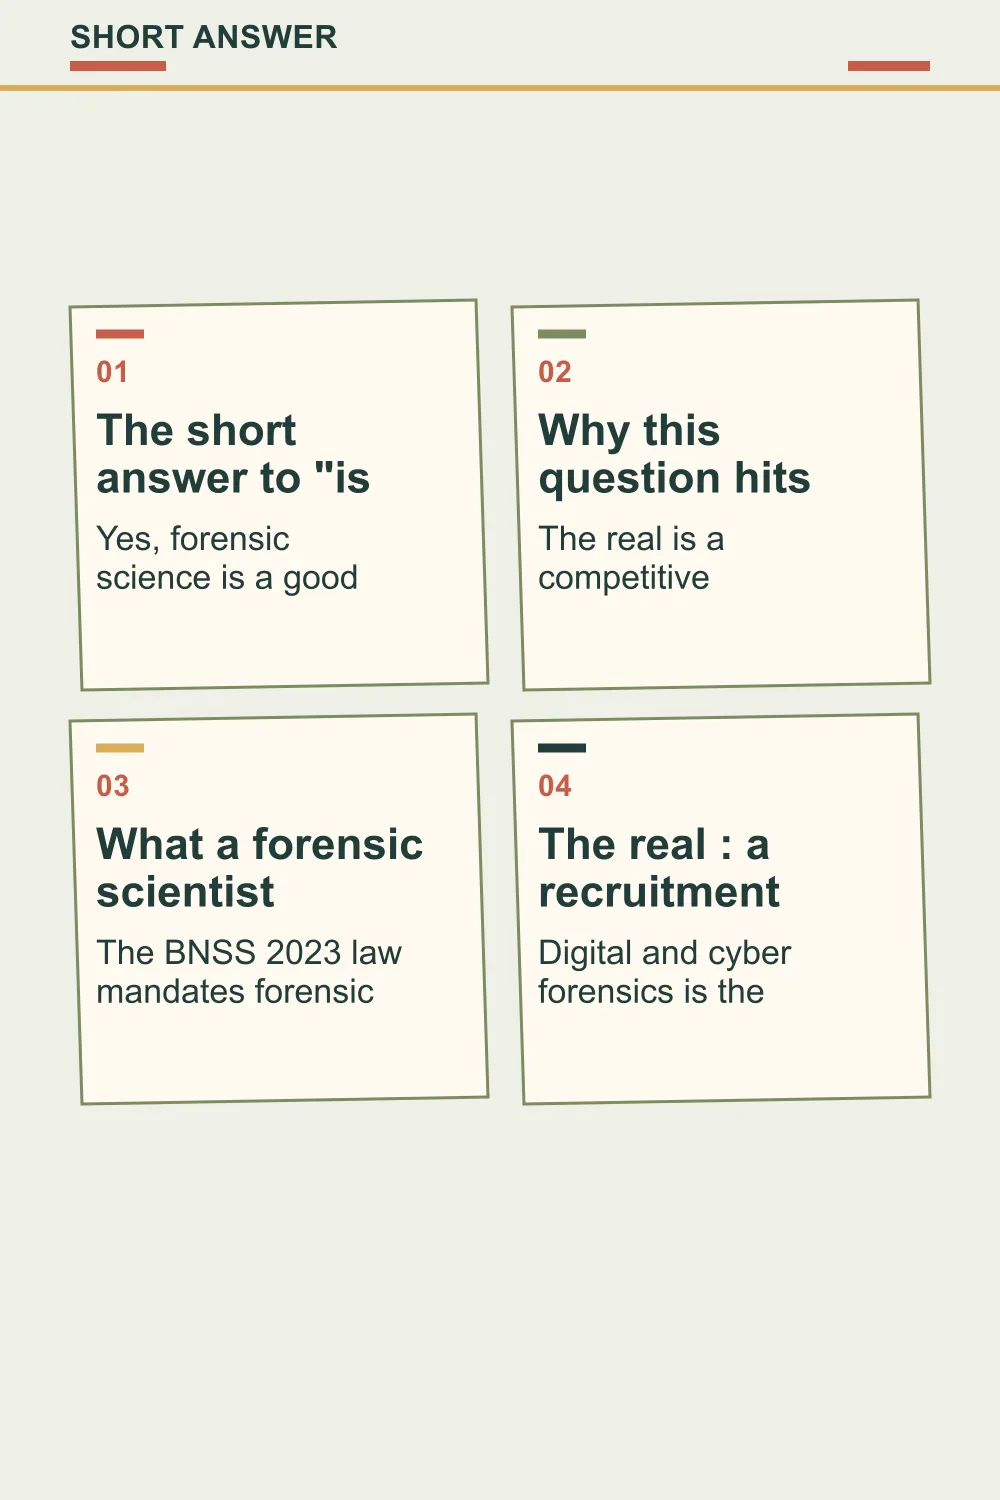 SHORT ANSWER
01
The short
answer to "is
Yes, forensic
science is a good
02
Why this
question hits
The real is a
competitive
03
What a forensic
scientist
The BNSS 2023 law
mandates forensic
04
The real : a
recruitment
Digital and cyber
forensics is the